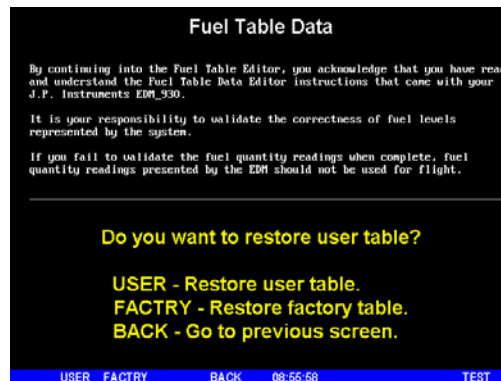 Fuel Table Data
By continuing into the Fuel Table Editor, you acknowledge that you have rea
and understand the Fuel Table Data Editor instructions that came with your
J.P. Instruments EDM_930.
It is your responsibility to validate the correctness of fuel levels
represented by the system.
If you fail to validate the fuel quantity readings when complete, fuel
quantity readings presented by the EDM should not be used for flight.
Do you want to restore user table?
USER - Restore user table.
FACTRY - Restore factory table.
BACK - Go to previous screen.
USER FACTRY BACK 08:55:58 TEST